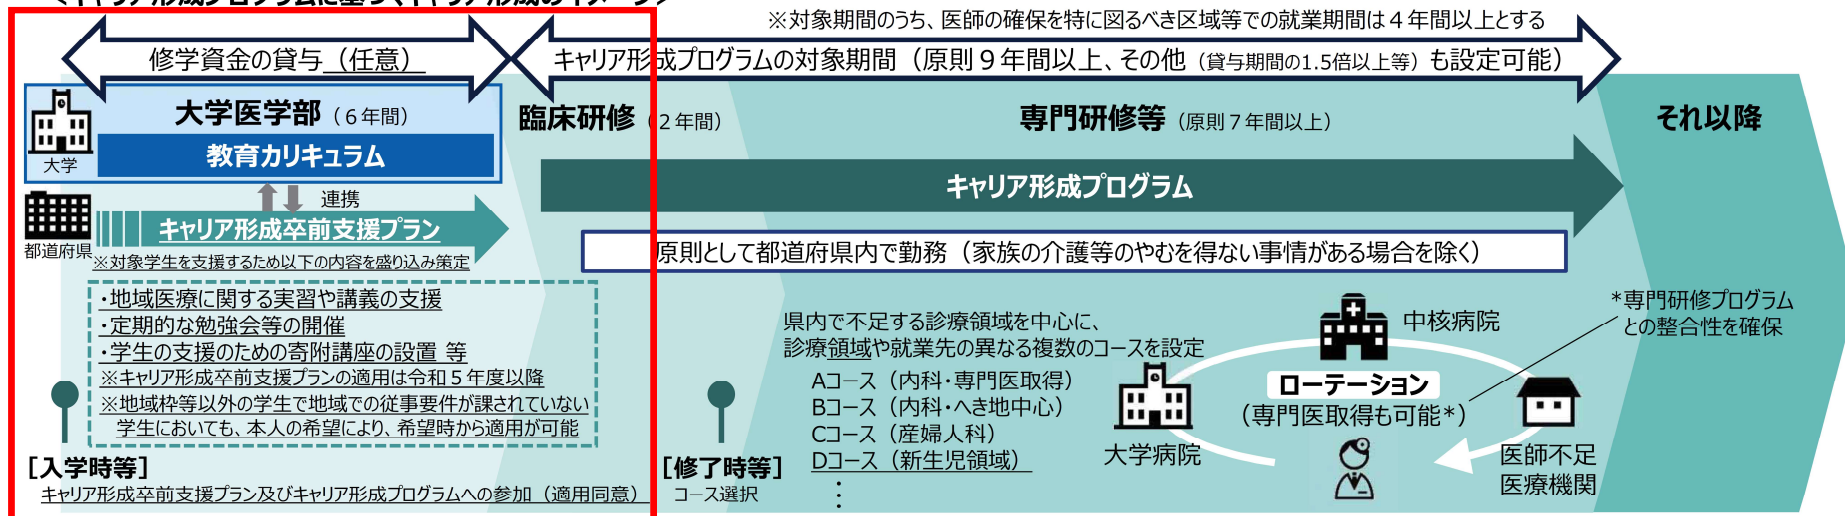 <キャリア形成プログラムに基づくキャリア形成のイメージ>
※対象期間のうち、医師の確保を特に図るべき区域等での就業期間は4年間以上とする
修学資金の貸与（任意）
キャリア形成プログラムの対象期間（原則9年間以上、その他（貸与期間の1.5倍以上等）も設定可能）
大学医学部（6年間）
臨床研修（2年間）
専門研修等（原則7年間以上）
それ以降
大学
教育カリキュラム
連携
キャリア形成プログラム
都道府県
キャリア形成卒前支援プラン
※対象学生を支援するため以下の内容を盛り込み策定
原則として都道府県内で勤務（家族の介護等のやむを得ない事情がある場合を除く）
・地域医療に関する実習や講義の支援
・定期的な勉強会等の開催
・学生の支援のための寄附講座の設置 等
※キャリア形成卒前支援プランの適用は令和5年度以降
※地域枠等以外の学生で地域での従事要件が課されていない
学生においても、本人の希望により、希望時から適用が可能
[入学時等]
キャリア形成卒前支援プラン及びキャリア形成プログラムへの参加（適用同意）
[修了時等]
コース選択
県内で不足する診療領域を中心に、
診療領域や就業先の異なる複数のコースを設定
Aコース（内科・専門医取得）
Bコース（内科・へき地中心）
Cコース（産婦人科）
Dコース（新生児領域）
：
中核病院
ローテーション
（専門医取得も可能*）
大学病院
医師不足
医療機関
*専門研修プログラム
との整合性を確保